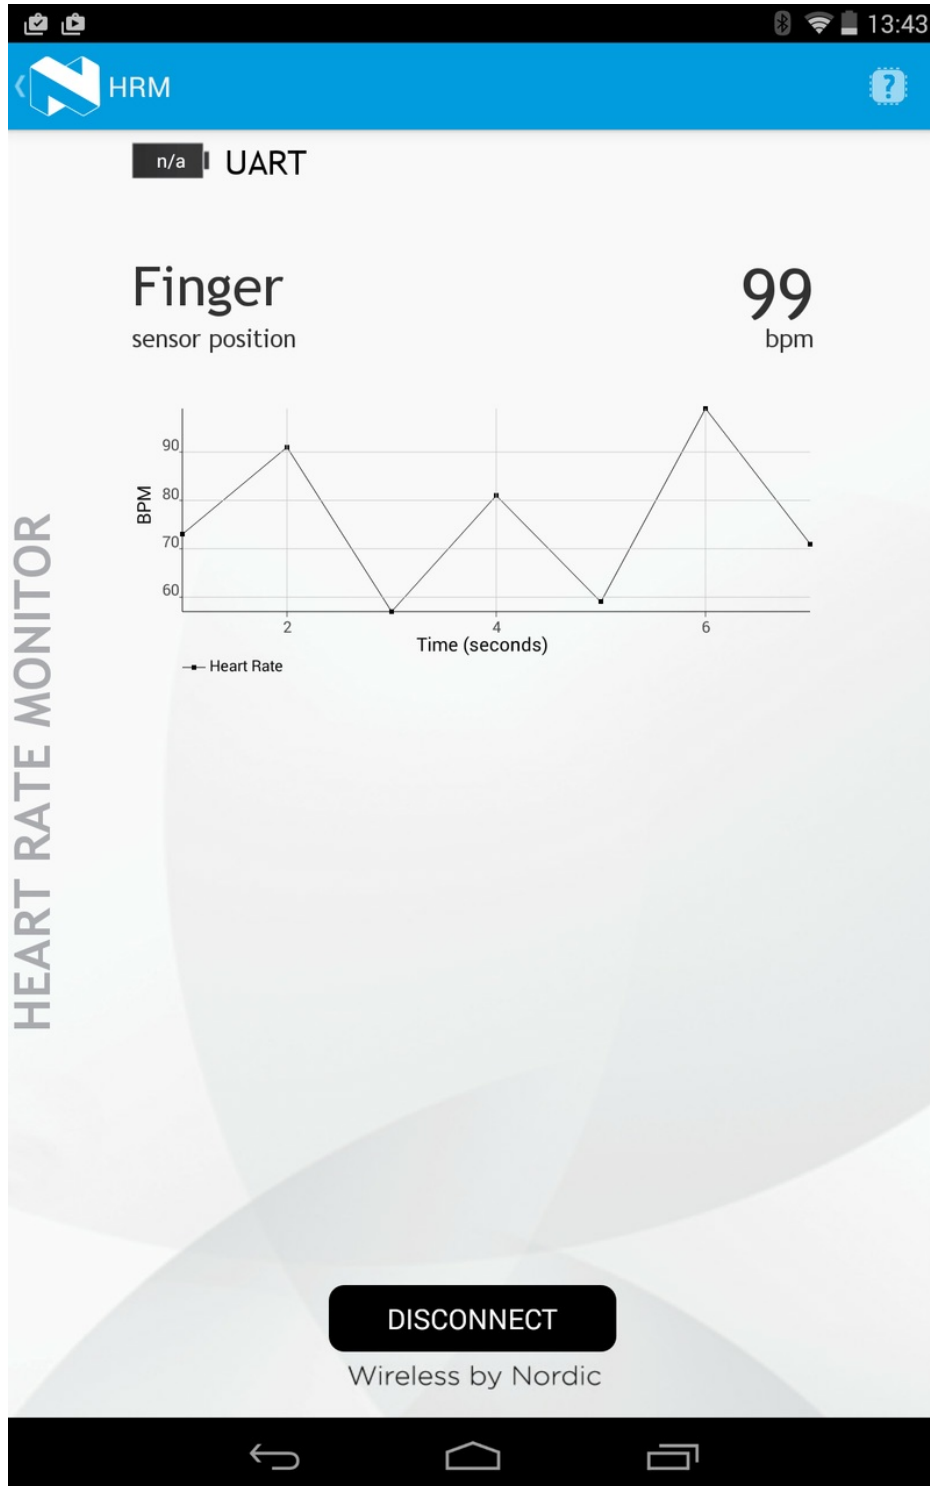 13:43
HRM
?
n/a UART
Finger
sensor position
99
bpm
90
80
70
60
BPM
2 4 6
Time (seconds)
Heart Rate
HEART RATE MONITOR
DISCONNECT
Wireless by Nordic